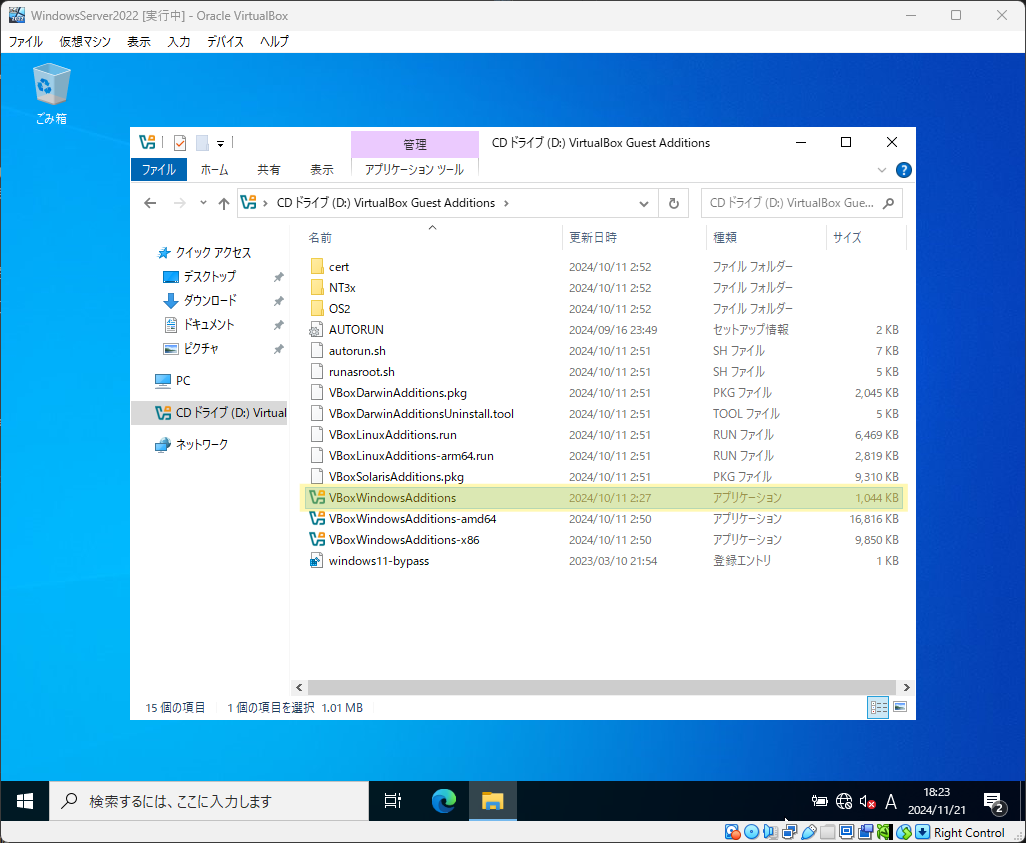 WindowsServer2022 [実行中] - Oracle VirtualBox
ファイル 仮想マシン 表示 入力 デバイス ヘルプ
ごみ箱
管理 CD ドライブ (D:) VirtualBox Guest Additions
ファイル ホーム 共有 表示 アプリケーション ツール
CD ドライブ (D:) VirtualBox Guest Additions
CD ドライブ (D:) VirtualBox Gue...
クイック アクセス
デスクトップ
ダウンロード
ドキュメント
ピクチャ
PC
CD ドライブ (D:) Virtual
ネットワーク
名前 更新日時 種類 サイズ
cert 2024/10/11 2:52 ファイル フォルダー
NT3x 2024/10/11 2:52 ファイル フォルダー
OS2 2024/10/11 2:52 ファイル フォルダー
AUTORUN 2024/09/16 23:49 セットアップ情報 2 KB
autorun.sh 2024/10/11 2:51 SH ファイル 7 KB
runasroot.sh 2024/10/11 2:51 SH ファイル 5 KB
VBoxDarwinAdditions.pkg 2024/10/11 2:51 PKG ファイル 2,045 KB
VBoxDarwinAdditionsUninstall.tool 2024/10/11 2:51 TOOL ファイル 5 KB
VBoxLinuxAdditions.run 2024/10/11 2:51 RUN ファイル 6,469 KB
VBoxLinuxAdditions-arm64.run 2024/10/11 2:51 RUN ファイル 2,819 KB
VBoxSolarisAdditions.pkg 2024/10/11 2:51 PKG ファイル 9,310 KB
VBoxWindowsAdditions 2024/10/11 2:27 アプリケーション 1,044 KB
VBoxWindowsAdditions-amd64 2024/10/11 2:50 アプリケーション 16,816 KB
VBoxWindowsAdditions-x86 2024/10/11 2:50 アプリケーション 9,850 KB
windows11-bypass 2023/03/10 21:54 登録エントリ 1 KB
15 個の項目 1 個の項目を選択 1.01 MB
検索するには、ここに入力します
A
18:23
2024/11/21
2
Right Control